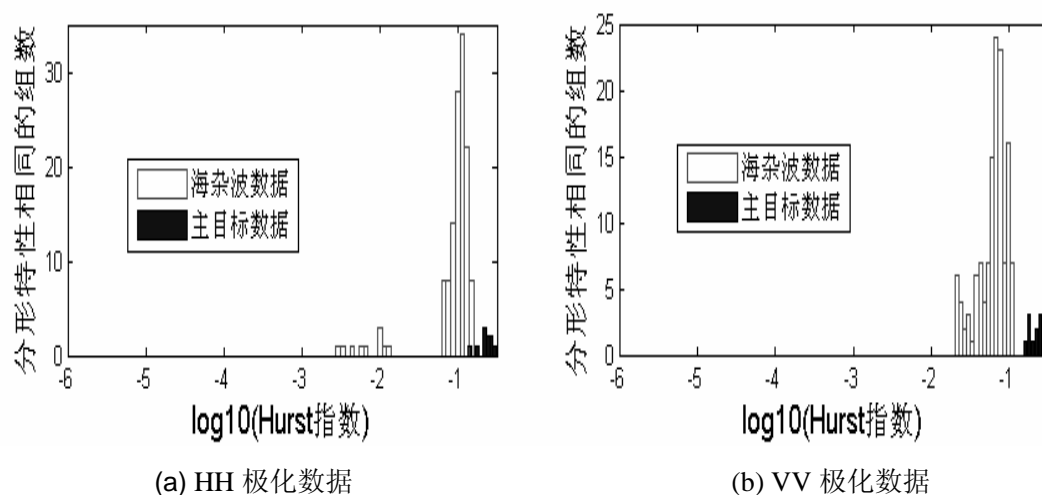 分形特性相同的组数
30
20
10
0
海杂波数据
主目标数据
-6 -5 -4 -3 -2 -1
log10(Hurst指数)
(a) HH 极化数据
分形特性相同的组数
25
20
15
10
5
0
海杂波数据
主目标数据
-6 -5 -4 -3 -2 -1
log10(Hurst指数)
(b) VV 极化数据